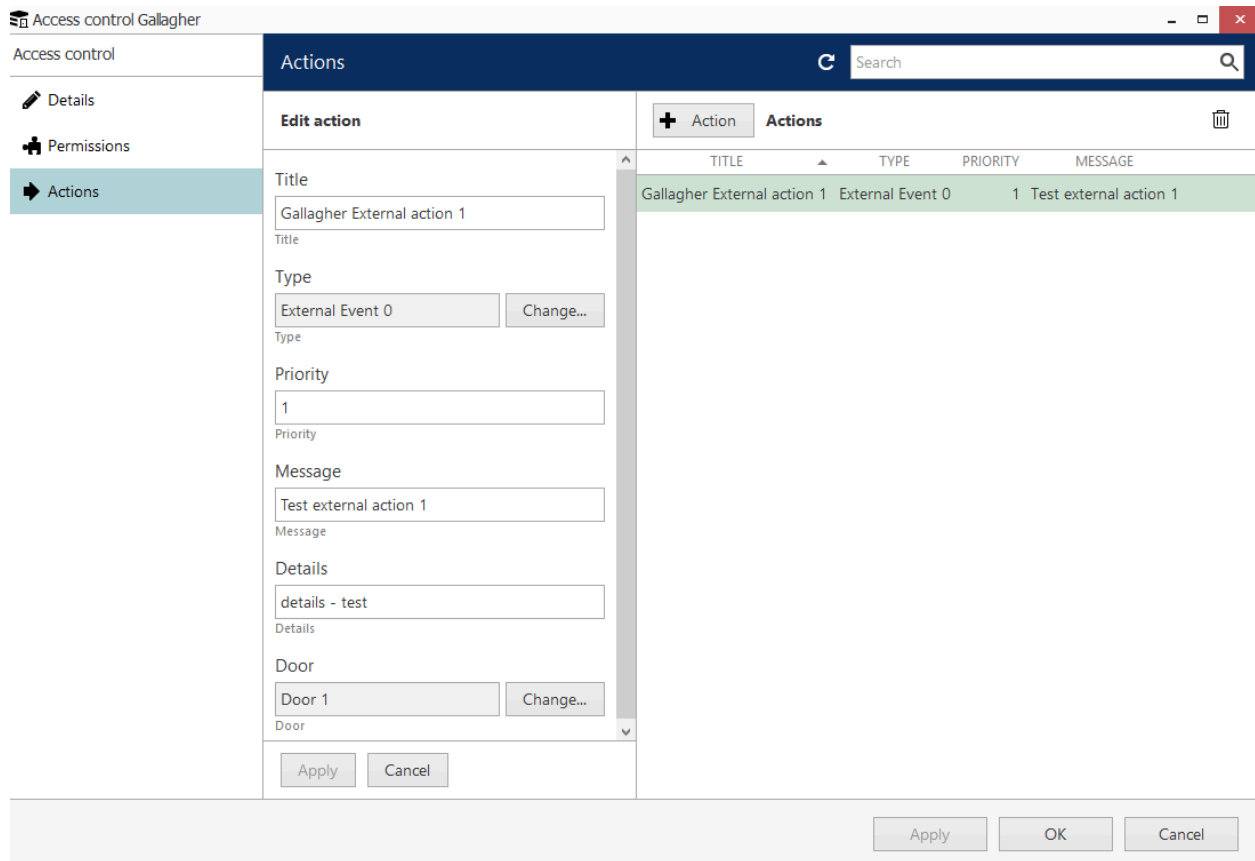 Access control Gallagher
Access control
Details
Permissions
Actions
Actions
Search
Edit action
Title
Gallagher External action 1
Title
Type
External Event 0
Change...
Type
Priority
1
Priority
Message
Test external action 1
Message
Details
details - test
Details
Door
Door 1
Change...
Door
Apply
Cancel
Action
Actions
TITLE TYPE PRIORITY MESSAGE
Gallagher External action 1 External Event 0 1 Test external action 1
Apply
OK
Cancel